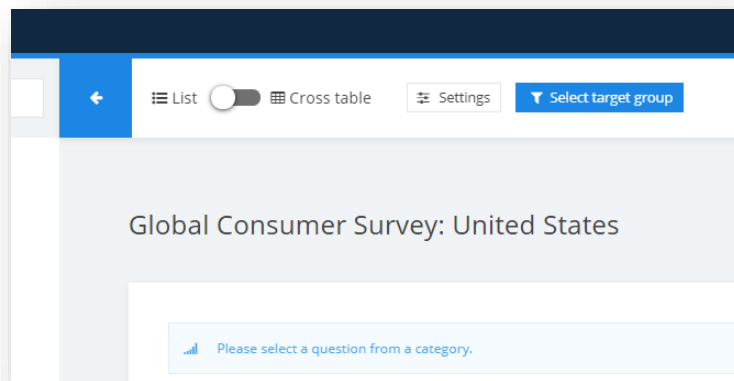 List Cross table Settings Select target group
Global Consumer Survey: United States
Please select a question from a category.